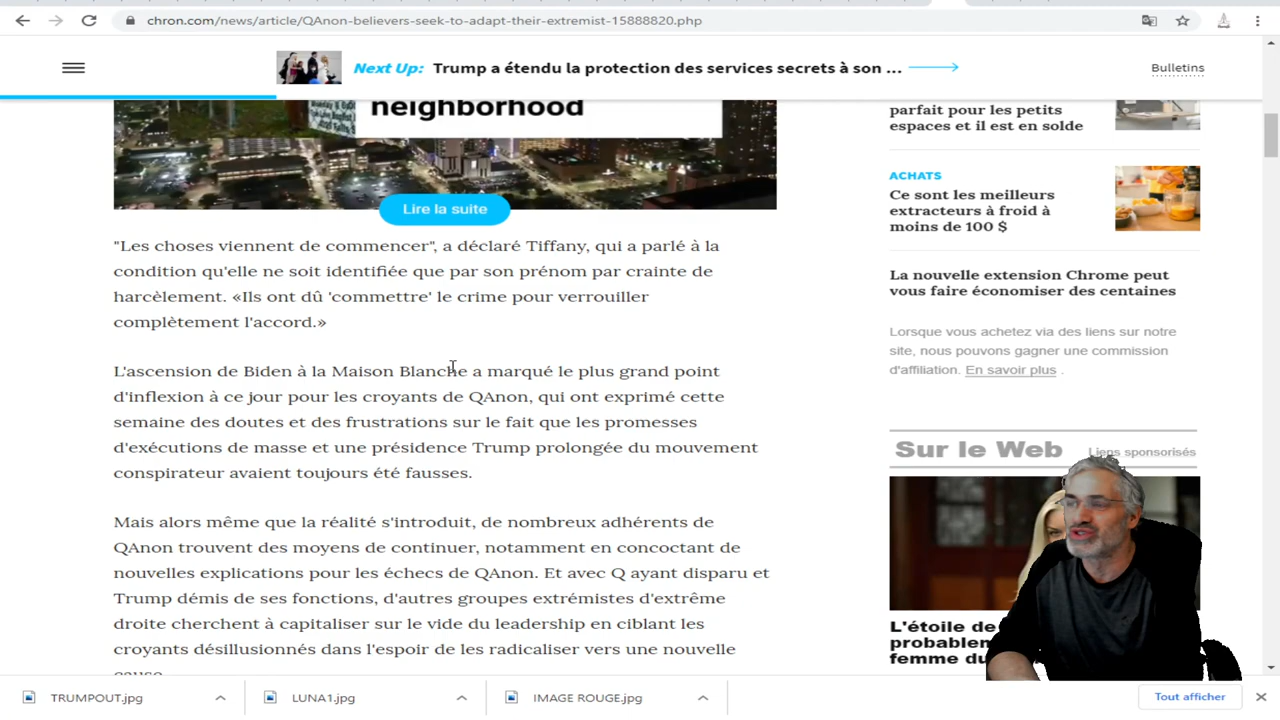 chron.com/news/article/QAnon-believers-seek-to-adapt-their-extremist-15888820.php
Next Up: Trump a étendu la protection des services secrets à son ...
Bulletins
neighborhood
Lire la suite
"Les choses viennent de commencer", a déclaré Tiffany, qui a parlé à la
condition qu'elle ne soit identifiée que par son prénom par crainte de
harcèlement. «Ils ont dû 'commettre' le crime pour verrouiller
complètement l'accord.»
L'ascension de Biden à la Maison Blanche a marqué le plus grand point
d'inflexion à ce jour pour les croyants de QAnon, qui ont exprimé cette
semaine des doutes et des frustrations sur le fait que les promesses
d'exécutions de masse et une présidence Trump prolongée du mouvement
conspirateur avaient toujours été fausses.
Mais alors même que la réalité s'introduit, de nombreux adhérents de
QAnon trouvent des moyens de continuer, notamment en concoctant de
nouvelles explications pour les échecs de QAnon. Et avec Q ayant disparu et
Trump démis de ses fonctions, d'autres groupes extrémistes d'extrême
droite cherchent à capitaliser sur le vide du leadership en ciblant les
croyants désillusionnés dans l'espoir de les radicaliser vers une nouvelle
cause
parfait pour les petits
espaces et il est en solde
ACHATS
Ce sont les meilleurs
extracteurs à froid à
moins de 100 $
La nouvelle extension Chrome peut
vous faire économiser des centaines
Lorsque vous achetez via des liens sur notre
site, nous pouvons gagner une commission
d'affiliation. En savoir plus .
Sur le Web
Liens sponsorisés
L'étoile de
femme du
TRUMPOUT.jpg
LUNA1.jpg
IMAGE ROUGE.jpg
Tout afficher